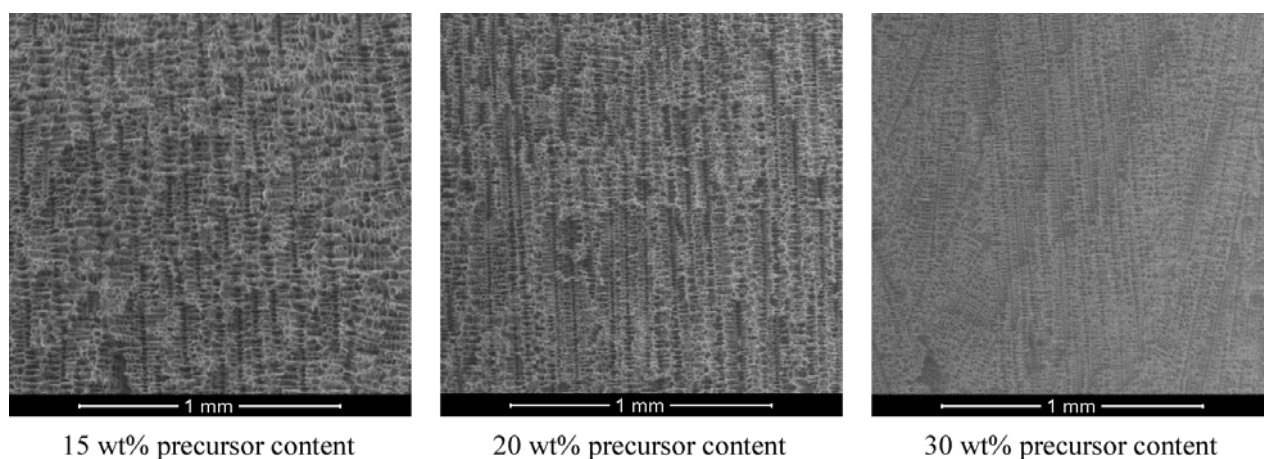 1 mm
1 mm
1 mm
15 wt% precursor content
20 wt% precursor content
30 wt% precursor content